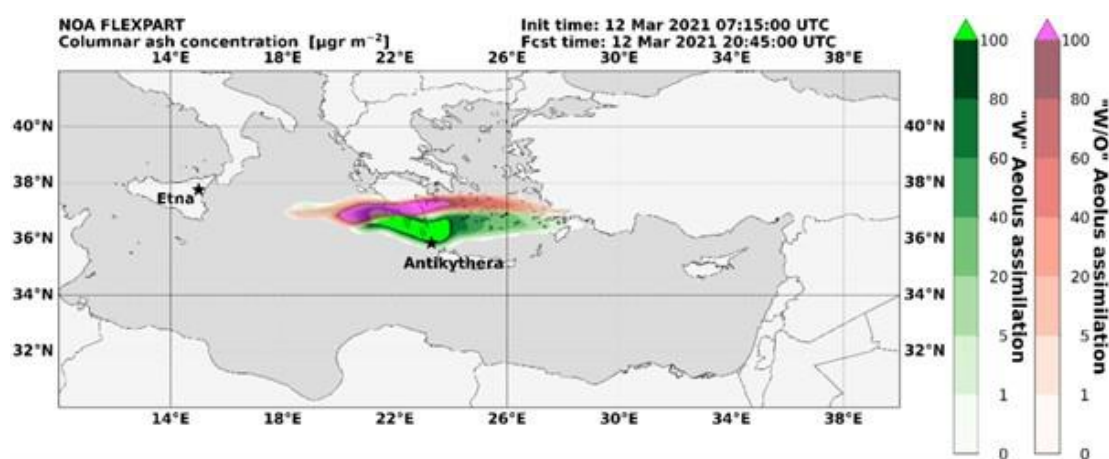 NOA FLEXPART
Columnar ash concentration [μgr m⁻²]
Init time: 12 Mar 2021 07:15:00 UTC
Fcst time: 12 Mar 2021 20:45:00 UTC
14°E 18°E 22°E 26°E 30°E 34°E 38°E
40°N 40°N
38°N 38°N
Etna
36°N 36°N
Antikythera
34°N 34°N
32°N 32°N
14°E 18°E 22°E 26°E 30°E 34°E 38°E
100
80
60
40
20
5
1
0
"W" Aeolus assimilation
100
80
60
40
20
5
1
0
"W/O" Aeolus assimilation